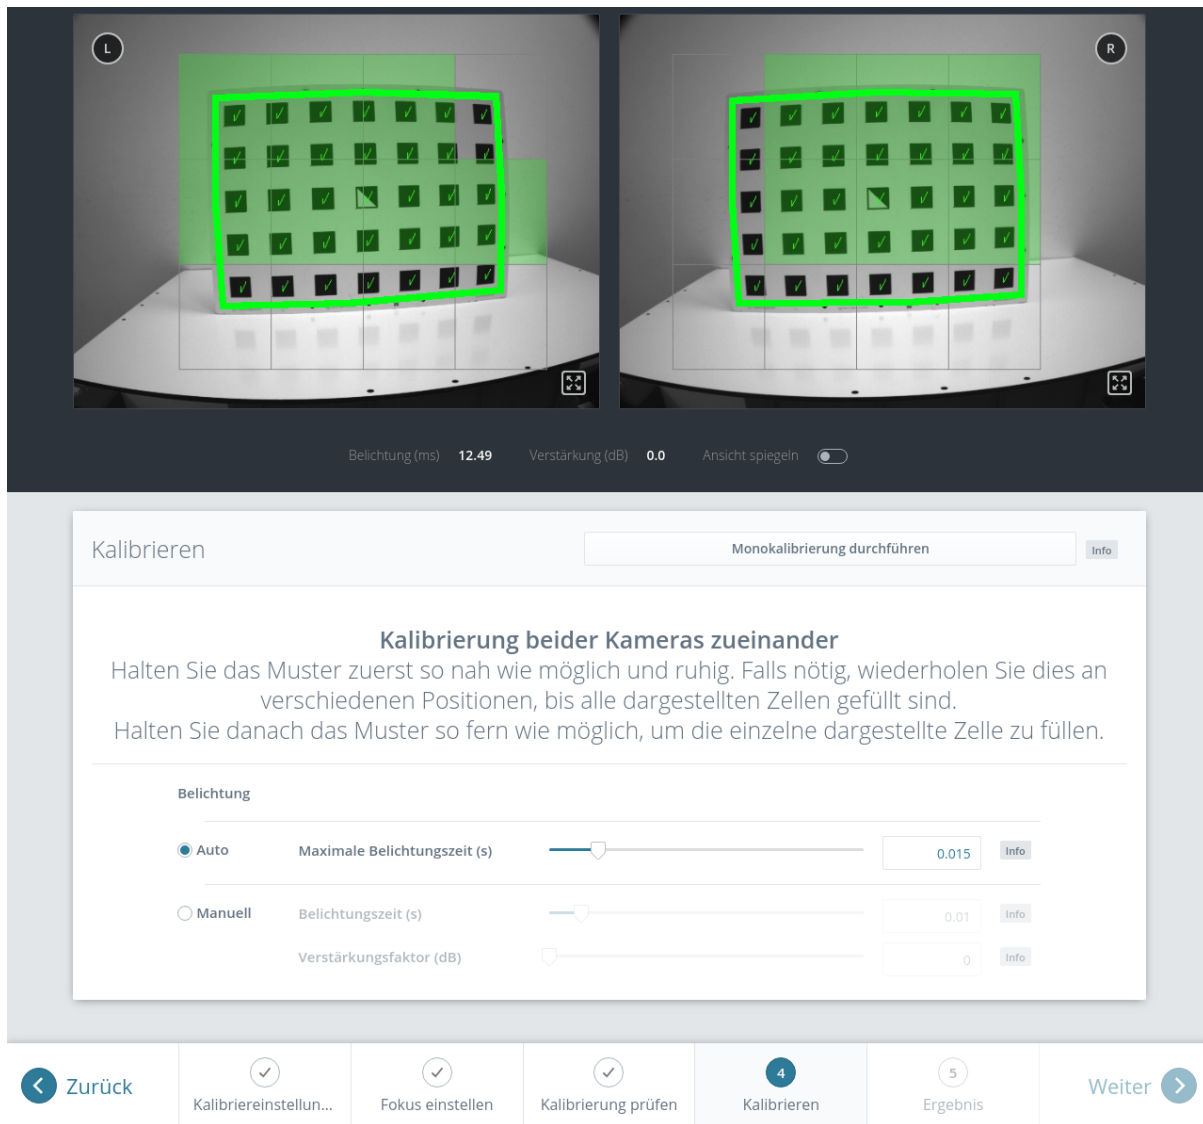 L
R
Belichtung (ms) 12.49 Verstärkung (dB) 0.0 Ansicht spiegeln
Kalibrieren
Monokalibrierung durchführen
Info
Kalibrierung beider Kameras zueinander
Halten Sie das Muster zuerst so nah wie möglich und ruhig. Falls nötig, wiederholen Sie dies an
verschiedenen Positionen, bis alle dargestellten Zellen gefüllt sind.
Halten Sie danach das Muster so fern wie möglich, um die einzelne dargestellte Zelle zu füllen.
Belichtung
Auto Maximale Belichtungszeit (s) 0.015 Info
Manuell Belichtungszeit (s) 0.01 Info
Verstärkungsfaktor (dB) 0 Info
Zurück
Kalibriereinstellun...
Fokus einstellen
Kalibrierung prüfen
4
Kalibrieren
5
Ergebnis
Weiter